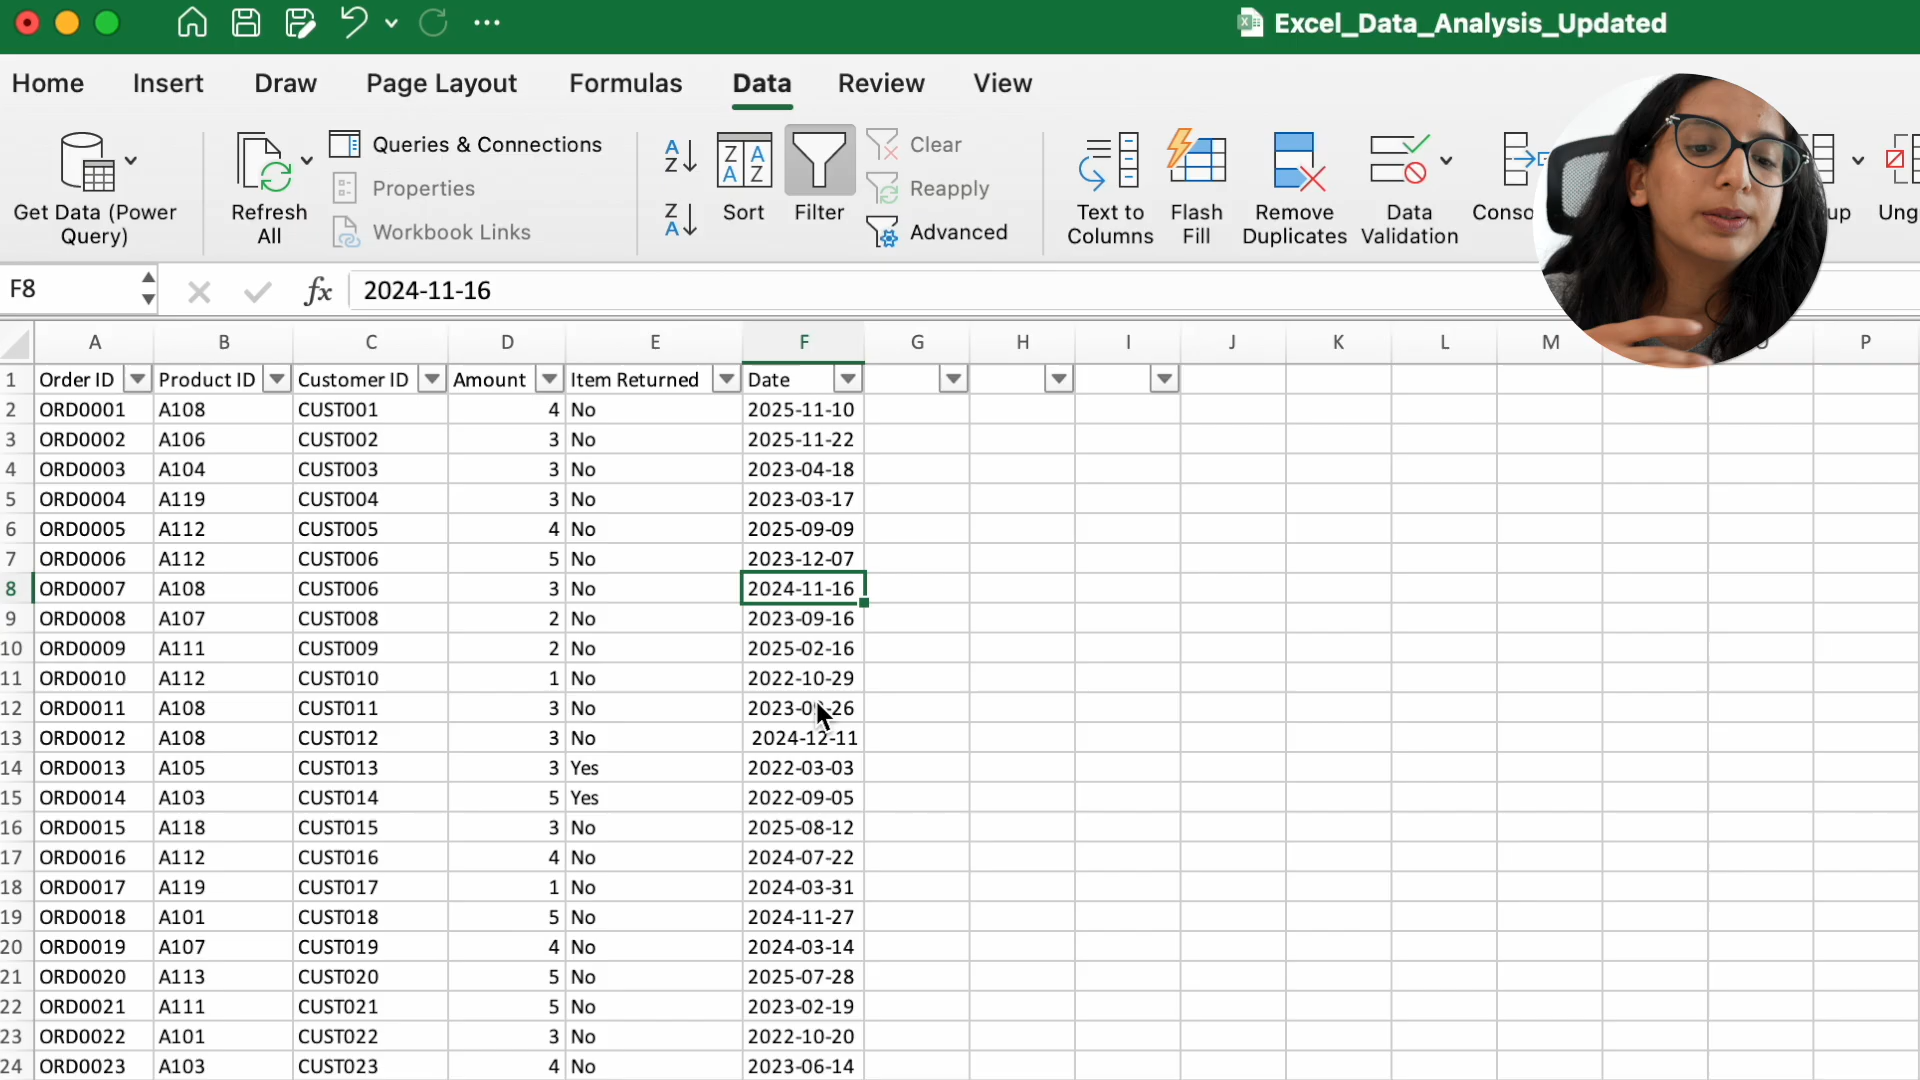 Excel_Data_Analysis_Updated
Home Insert Draw Page Layout Formulas Data Review View
Get Data (Power Query)
Refresh All
Queries & Connections
Properties
Workbook Links
Sort
Filter
Clear
Reapply
Advanced
Text to Columns
Flash Fill
Remove Duplicates
Data Validation
F8 fx 2024-11-16
A B C D E F G H I J K L M P
1 Order ID Product ID Customer ID Amount Item Returned Date
2 ORD0001 A108 CUST001 4 No 2025-11-10
3 ORD0002 A106 CUST002 3 No 2025-11-22
4 ORD0003 A104 CUST003 3 No 2023-04-18
5 ORD0004 A119 CUST004 3 No 2023-03-17
6 ORD0005 A112 CUST005 4 No 2025-09-09
7 ORD0006 A112 CUST006 5 No 2023-12-07
8 ORD0007 A108 CUST006 3 No 2024-11-16
9 ORD0008 A107 CUST008 2 No 2023-09-16
10 ORD0009 A111 CUST009 2 No 2025-02-16
11 ORD0010 A112 CUST010 1 No 2022-10-29
12 ORD0011 A108 CUST011 3 No
13 ORD0012 A108 CUST012 3 No 2024-12-11
14 ORD0013 A105 CUST013 3 Yes 2022-03-03
15 ORD0014 A103 CUST014 5 Yes 2022-09-05
16 ORD0015 A118 CUST015 3 No 2025-08-12
17 ORD0016 A112 CUST016 4 No 2024-07-22
18 ORD0017 A119 CUST017 1 No 2024-03-31
19 ORD0018 A101 CUST018 5 No 2024-11-27
20 ORD0019 A107 CUST019 4 No 2024-03-14
21 ORD0020 A113 CUST020 5 No 2025-07-28
22 ORD0021 A111 CUST021 5 No 2023-02-19
23 ORD0022 A101 CUST022 3 No 2022-10-20
24 ORD0023 A103 CUST023 4 No 2023-06-14